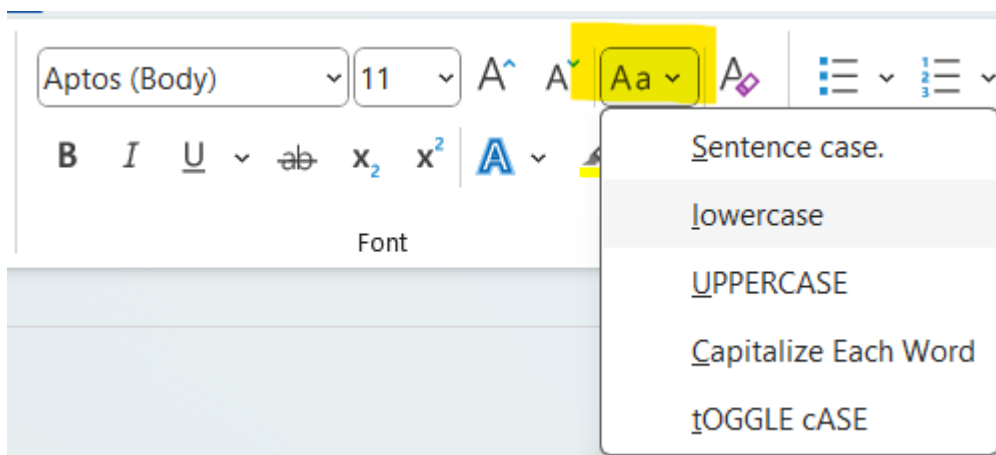 Aptos (Body) 11 A A Aa A
B I U ab x2 x2 A
Font
Sentence case.
lowercase
UPPERCASE
Capitalize Each Word
tOGGLE cASE